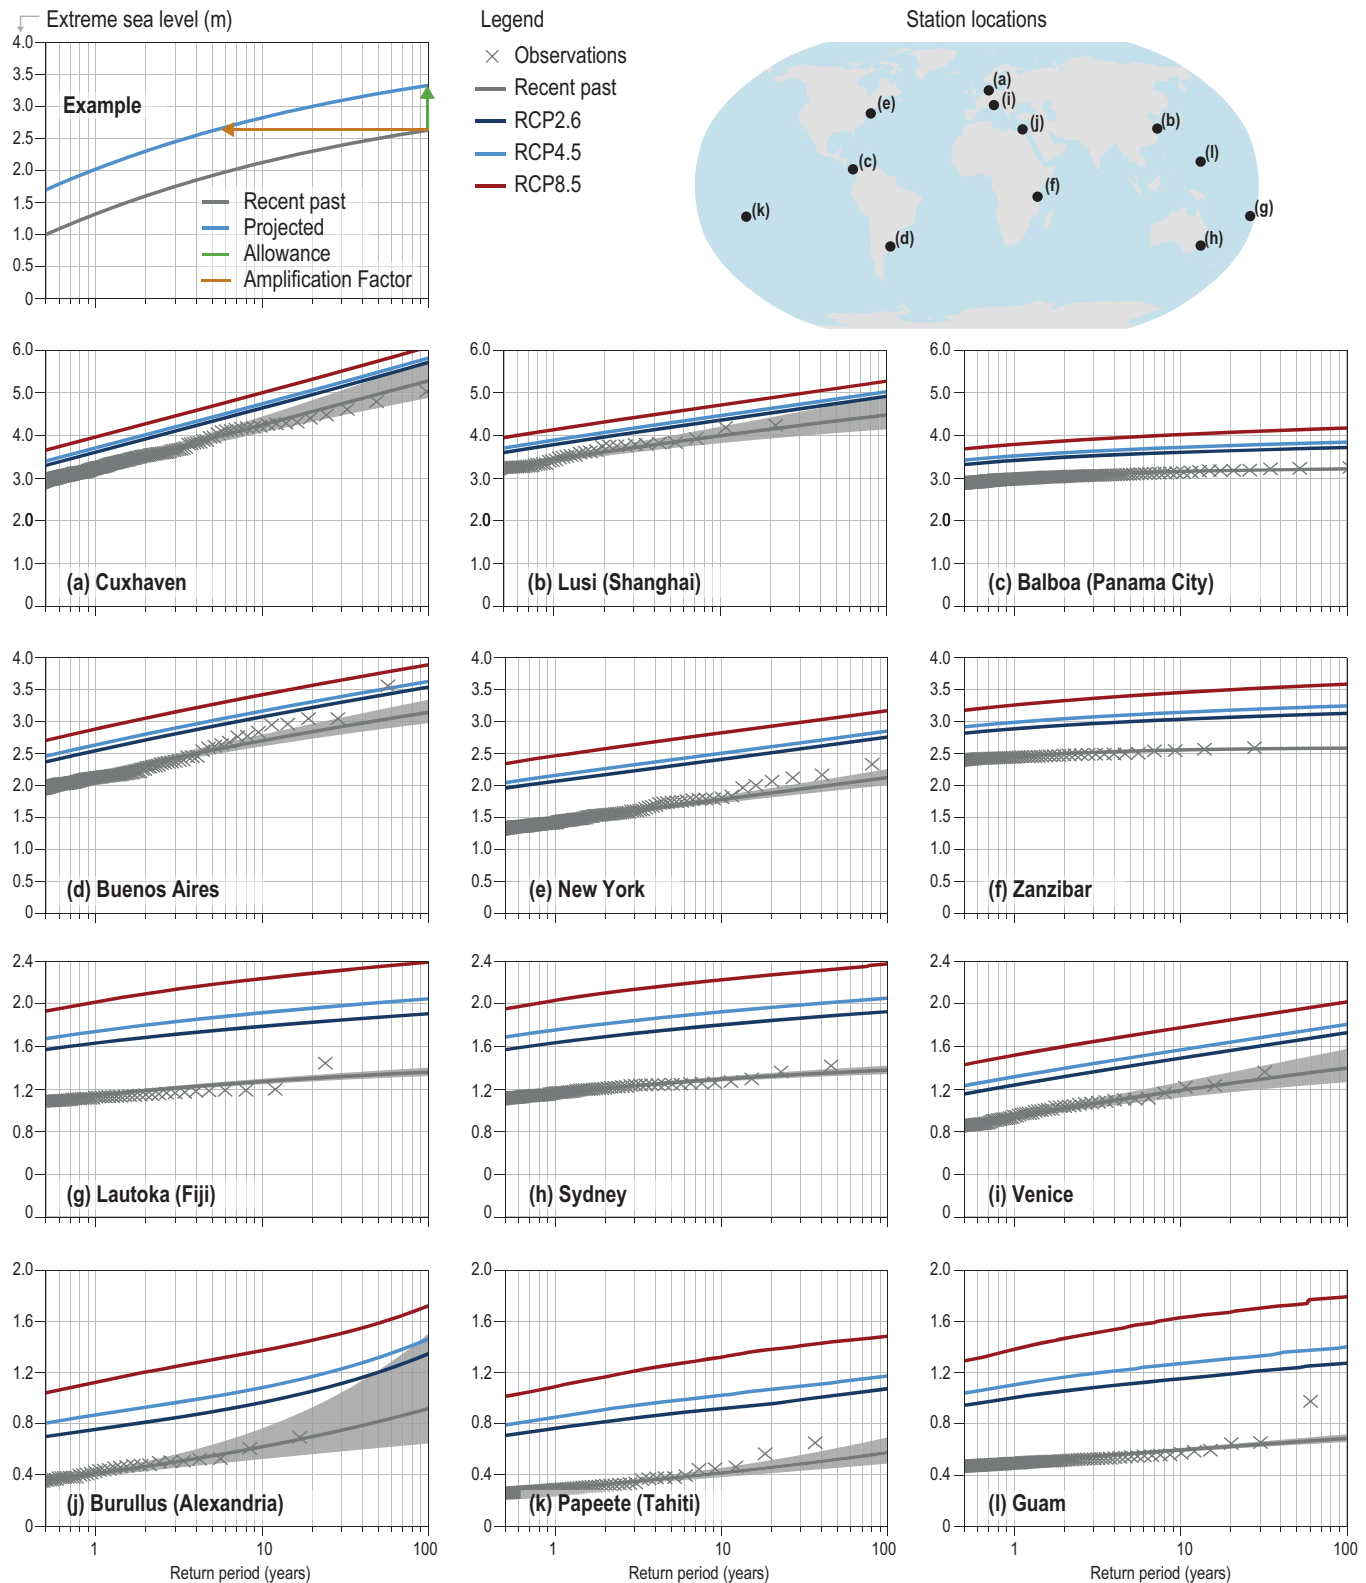 Extreme sea level (m)
4.0
3.5
3.0
2.5
2.0
1.5
1.0
0.5
0
Example
Recent past
Projected
Allowance
Amplification Factor
Legend
Observations
Recent past
RCP2.6
RCP4.5
RCP8.5
Station locations
(a)
(i)
(e)
(j)
(b)
(l)
(c)
(f)
(k)
(g)
(d)
(h)
6.0
5.0
4.0
3.0
2.0
1.0
0
(a) Cuxhaven
6.0
5.0
4.0
3.0
2.0
1.0
0
(b) Lusi (Shanghai)
6.0
5.0
4.0
3.0
2.0
1.0
0
(c) Balboa (Panama City)
4.0
3.5
3.0
2.5
2.0
1.5
1.0
0.5
0
(d) Buenos Aires
4.0
3.5
3.0
2.5
2.0
1.5
1.0
0.5
0
(e) New York
4.0
3.5
3.0
2.5
2.0
1.5
1.0
0.5
0
(f) Zanzibar
2.4
2.0
1.6
1.2
0.8
0
0
(g) Lautoka (Fiji)
2.4
2.0
1.6
1.2
0.8
0
0
(h) Sydney
2.4
2.0
1.6
1.2
0.8
0
0
(i) Venice
2.0
1.6
1.2
0.8
0.4
0
(j) Burullus (Alexandria)
1 10 100
Return period (years)
2.0
1.6
1.2
0.8
0.4
0
(k) Papeete (Tahiti)
1 10 100
Return period (years)
2.0
1.6
1.2
0.8
0.4
0
(l) Guam
1 10 100
Return period (years)